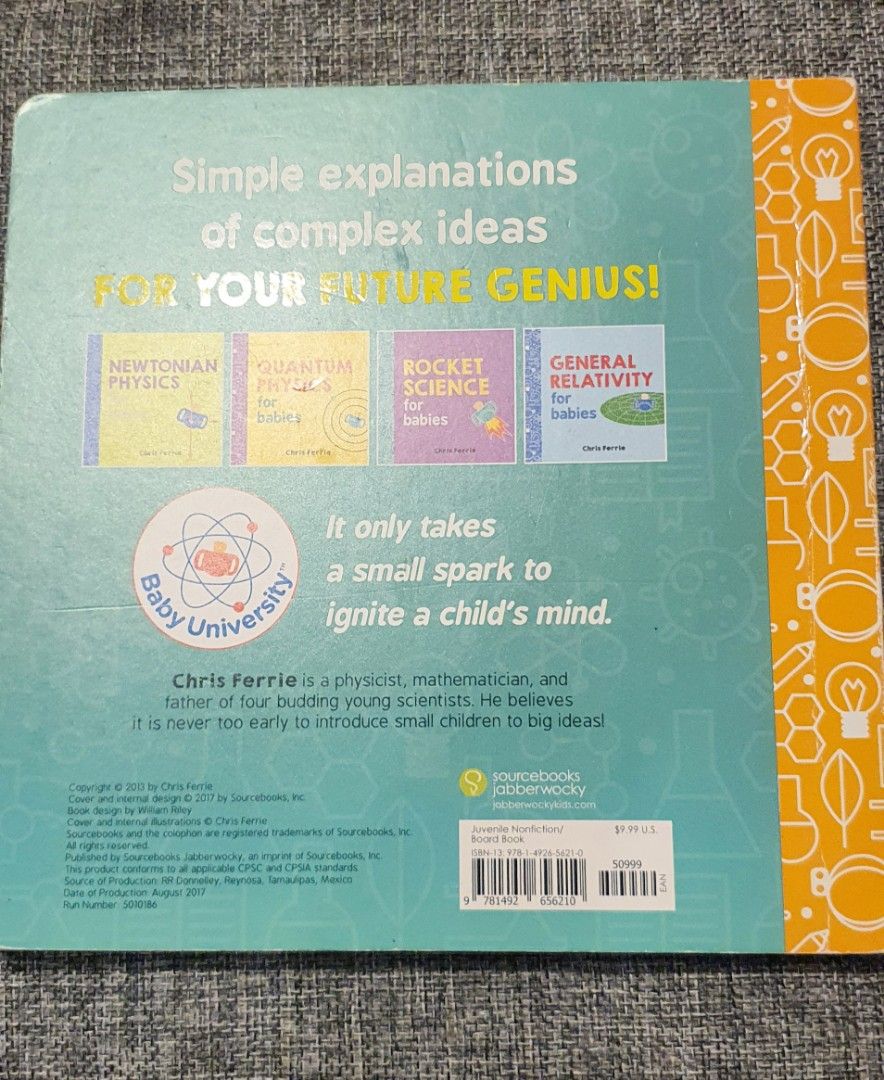 Simple explanations
of complex ideas
FOR YOUR FUTURE GENIUS!
NEWTONIAN
PHYSICS
Chris Ferrie
QUANTUM
PHYSICS
for
babies
Chris Ferrie
ROCKET
SCIENCE
for
babies
Chris Ferrie
GENERAL
RELATIVITY
for
babies
Chris Ferrie
Baby University™
It only takes
a small spark to
ignite a child's mind.
Chris Ferrie is a physicist, mathematician, and
father of four budding young scientists. He believes
it is never too early to introduce small children to big ideas!
Copyright © 2013 by Chris Ferrie
Cover and internal design © 2017 by Sourcebooks, Inc.
Book design by William Riley
Cover and internal illustrations © Chris Ferrie
Sourcebooks and the colophon are registered trademarks of Sourcebooks, Inc.
All rights reserved.
Published by Sourcebooks Jabberwocky, an imprint of Sourcebooks, Inc.
This product conforms to all applicable CPSC and CPSIA standards.
Source of Production: RR Donnelley, Reynosa, Tamaulipas, Mexico
Date of Production: August 2017
Run Number: 5010186
sourcebooks
jabberwocky
jabberwockykids.com
Juvenile Nonfiction/
Board Book
$9.99 U.S.
ISBN-13: 978-1-4926-5621-0
50999
EAN
9 781492 656210